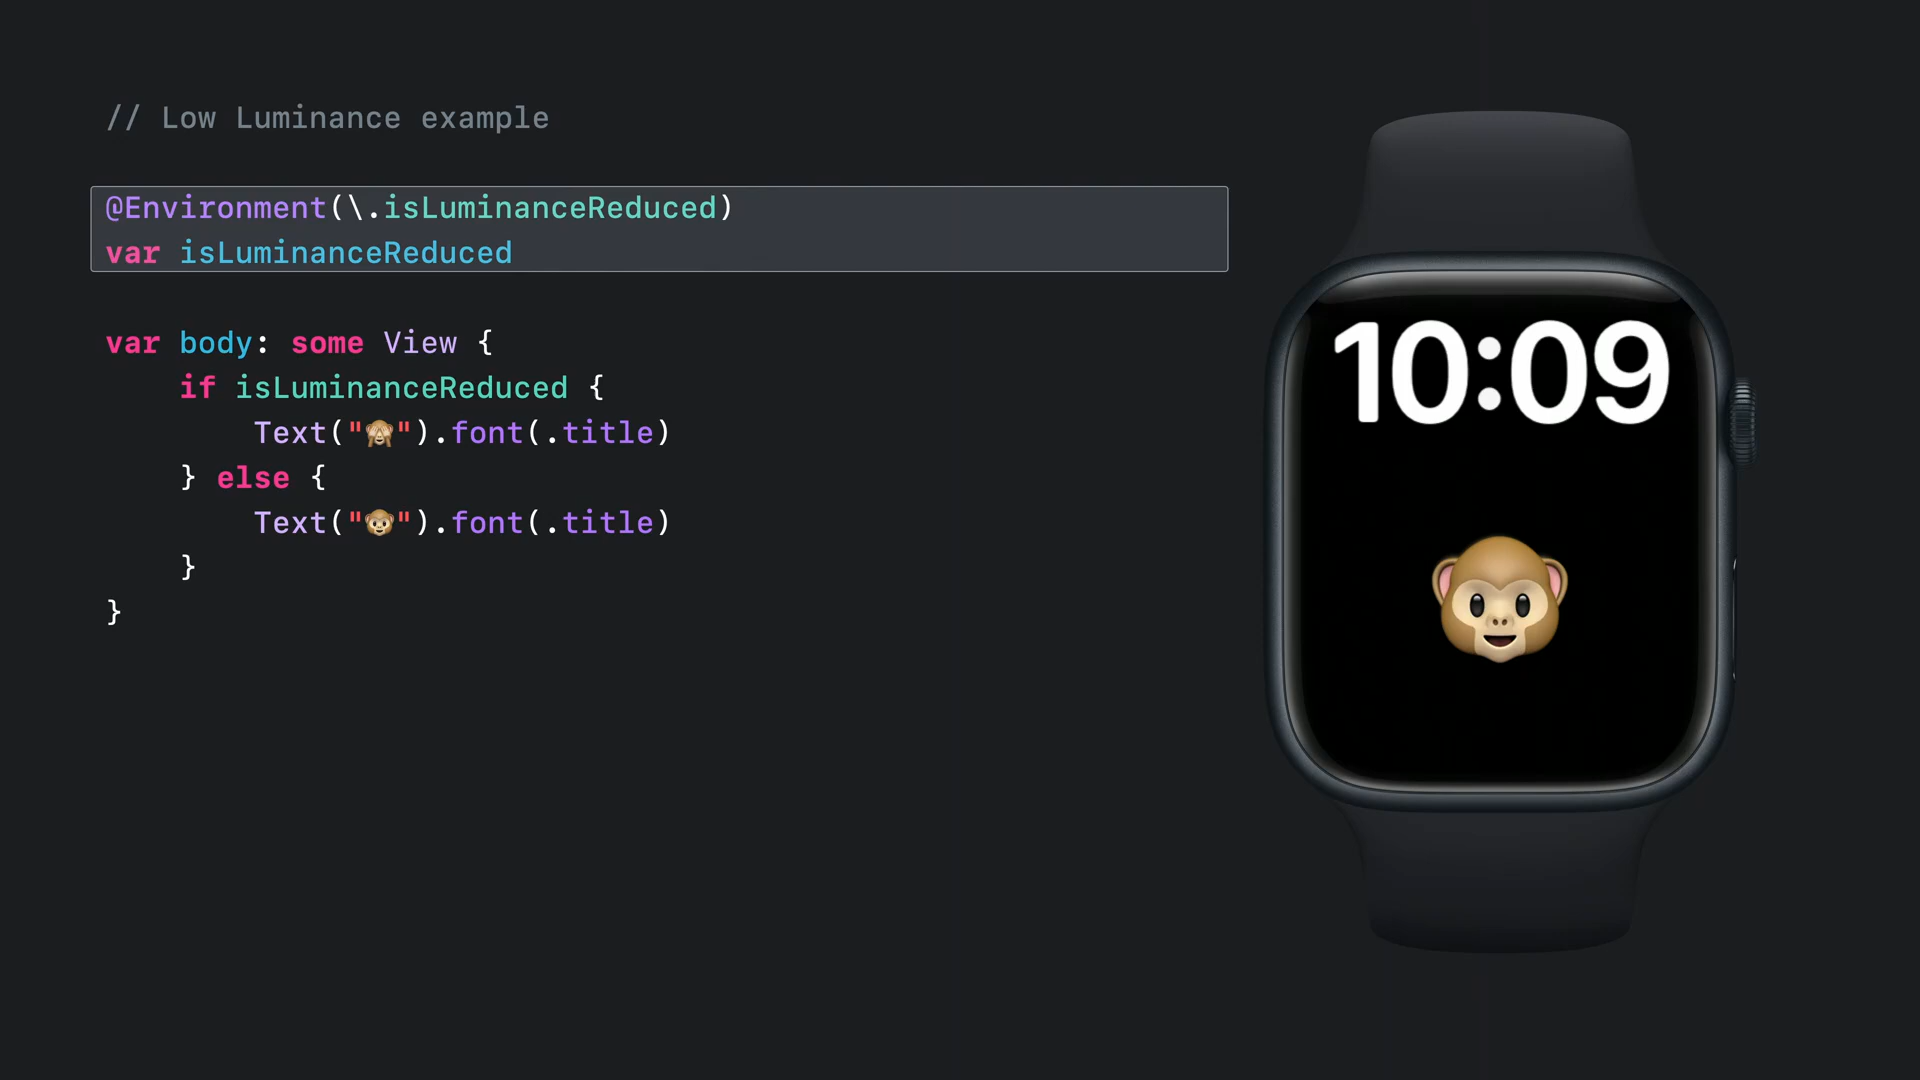 // Low Luminance example
@Environment(\.isLuminanceReduced)
var isLuminanceReduced
var body: some View {
if isLuminanceReduced {
Text("🙈").font(.title)
} else {
Text("🐵").font(.title)
}
}
10:09